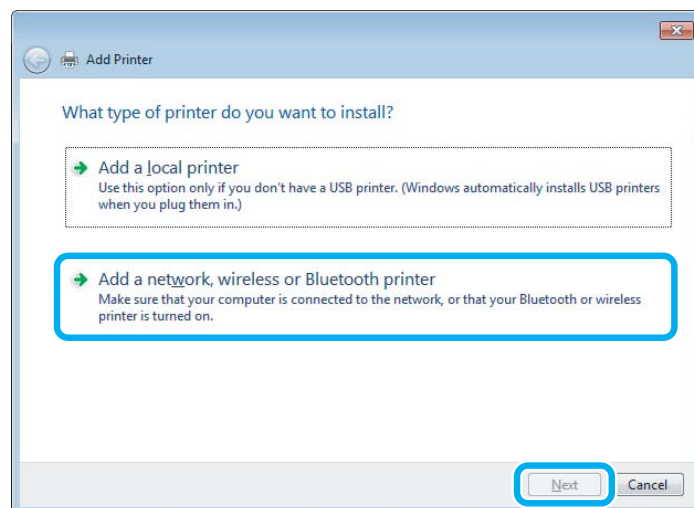 Add Printer
What type of printer do you want to install?
Add a local printer
Use this option only if you don't have a USB printer. (Windows automatically installs USB printers
when you plug them in.)
Add a network, wireless or Bluetooth printer
Make sure that your computer is connected to the network, or that your Bluetooth or wireless
printer is turned on.
Next
Cancel